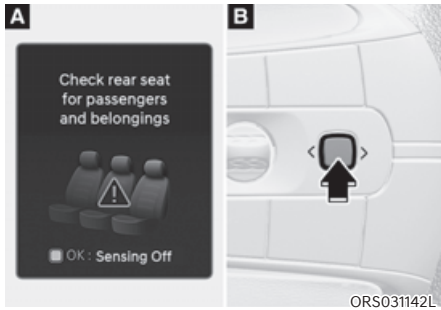 A
B
Check rear seat
for passengers
and belongings
OK : Sensing Off
ORS031142L